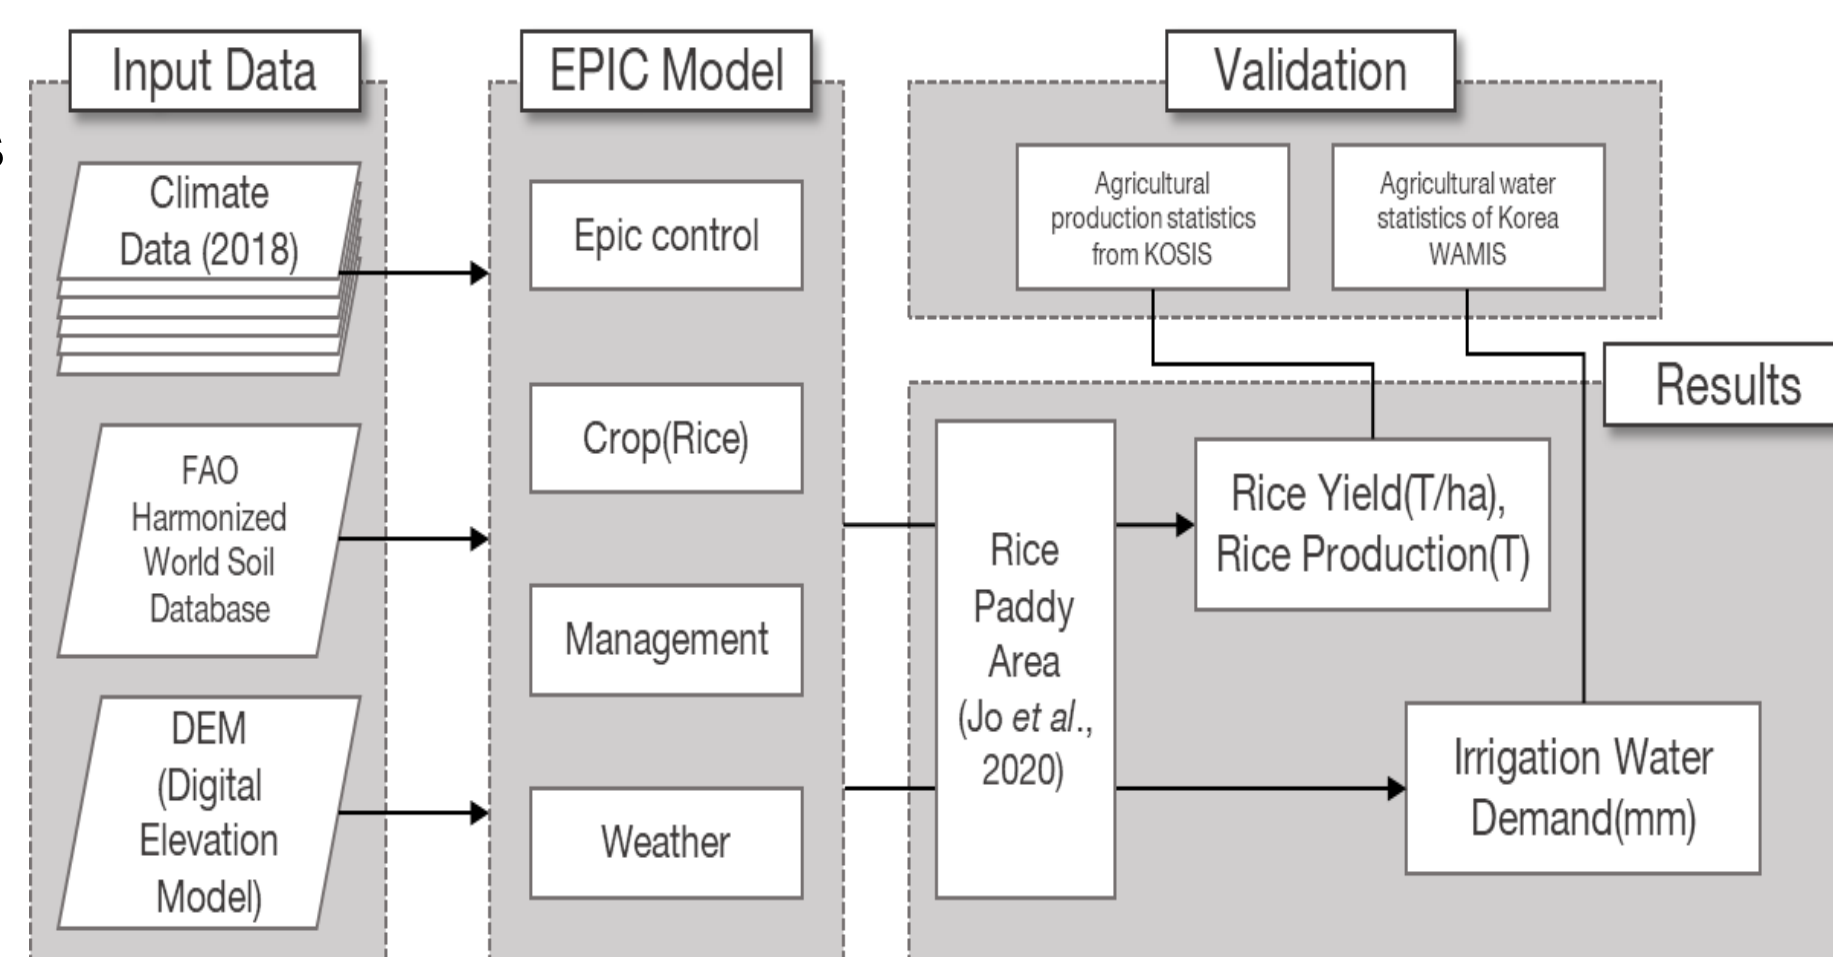 Input Data
Climate
Data (2018)
FAO
Harmonized
World Soil
Database
DEM
(Digital
Elevation
Model)
EPIC Model
Epic control
Crop(Rice)
Management
Weather
Validation
Agricultural
production statistics
from KOSIS
Agricultural water
statistics of Korea
WAMIS
Results
Rice
Paddy
Area
(Jo et al.,
2020)
Rice Yield(T/ha),
Rice Production(T)
Irrigation Water
Demand(mm)